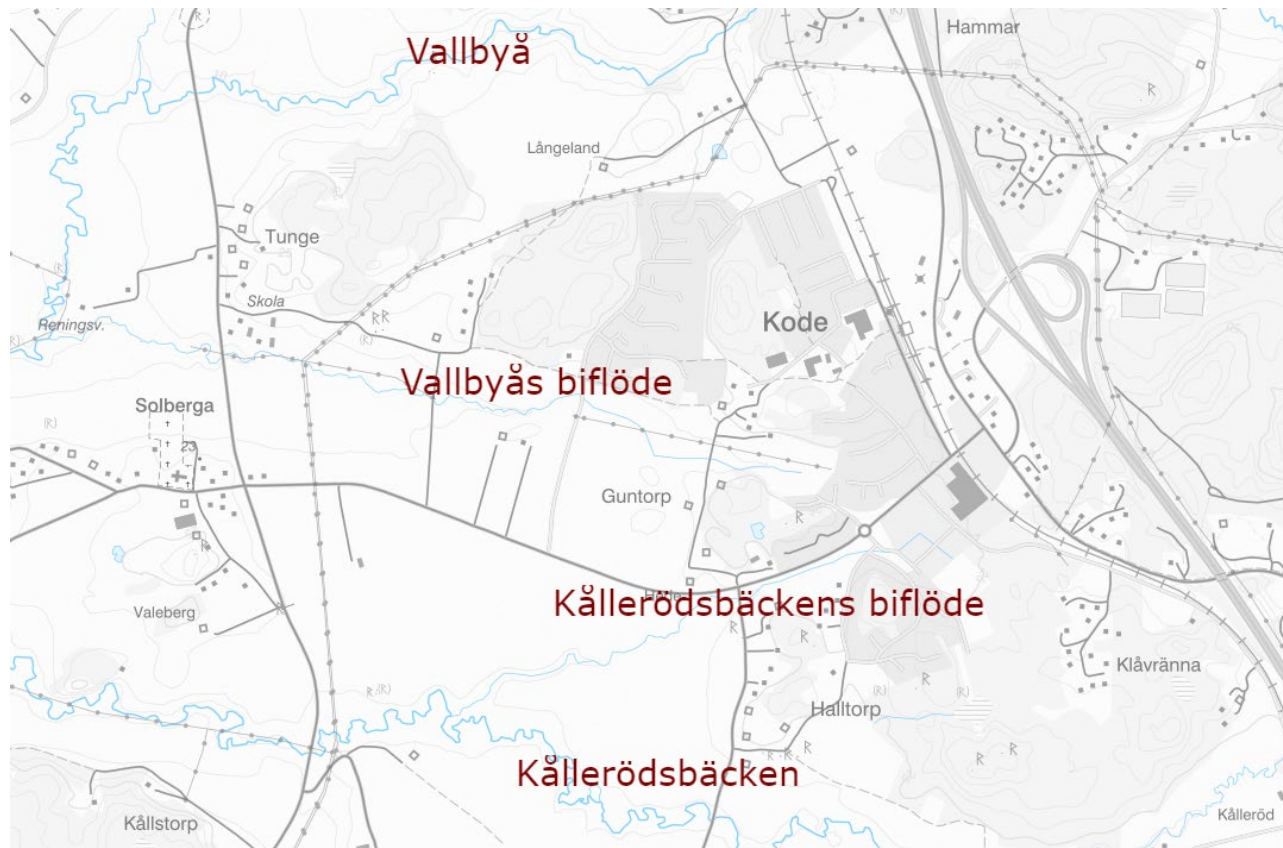 Hammar
Vallbyå
Långeland
Tunge
Skola
Kode
Reningsv.
Vallbyås biflöde
Solberga
23
Guntorp
Kållerödsbäckens biflöde
Valeberg
Klåvränna
Halltorp
Kållerödsbäcken
Kållstorp
Kålleröd